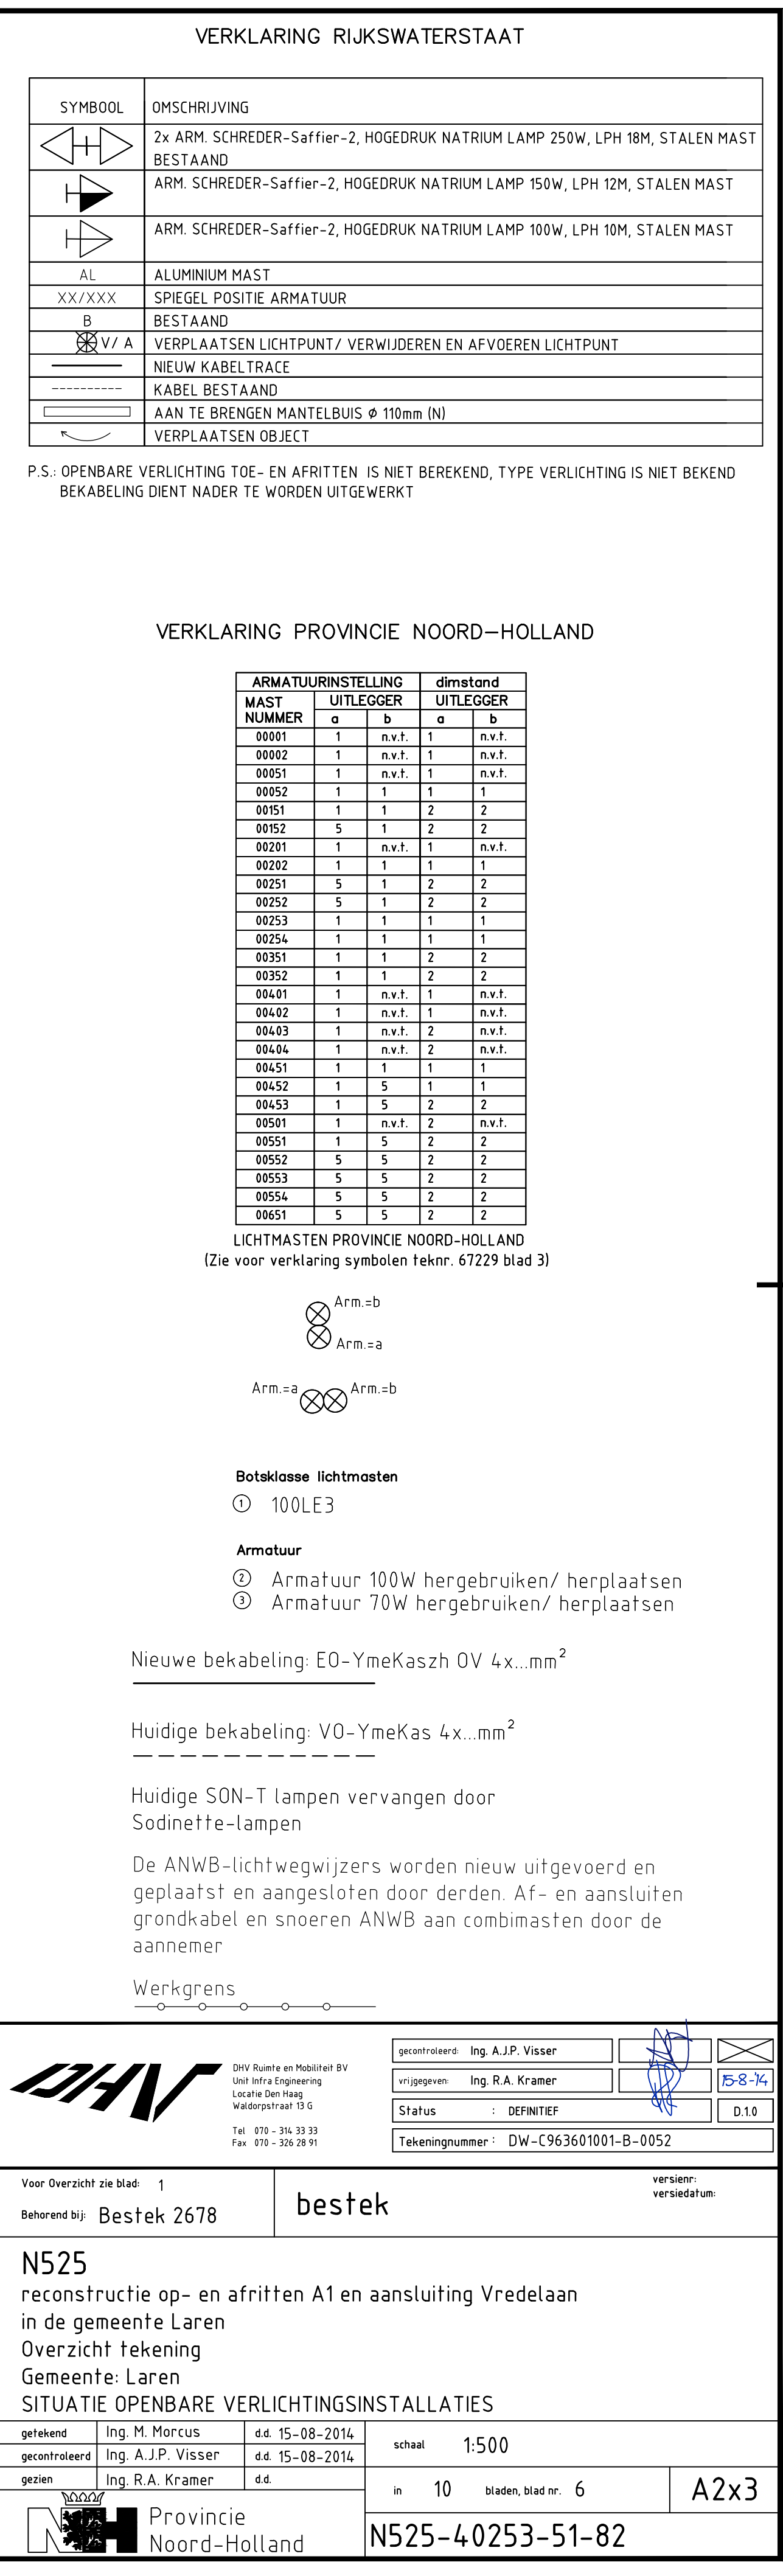 VERKLARING RIJKSWATERSTAAT
SYMBOOL OMSCHRIJVING
2x ARM. SCHREDER-Saffier-2, HOGEDRUK NATRIUM LAMP 250W, LPH 18M, STALEN MAST
BESTAAND
ARM. SCHREDER-Saffier-2, HOGEDRUK NATRIUM LAMP 150W, LPH 12M, STALEN MAST
ARM. SCHREDER-Saffier-2, HOGEDRUK NATRIUM LAMP 100W, LPH 10M, STALEN MAST
AL ALUMINIUM MAST
XX/XXX SPIEGEL POSITIE ARMATUUR
B BESTAAND
V/ A VERPLAATSEN LICHTPUNT/ VERWIJDEREN EN AFVOEREN LICHTPUNT
NIEUW KABELTRACE
KABEL BESTAAND
AAN TE BRENGEN MANTELBUIS ϕ 110mm (N)
VERPLAATSEN OBJECT
P.S.: OPENBARE VERLICHTING TOE- EN AFRITTEN IS NIET BEREKEND, TYPE VERLICHTING IS NIET BEKEND
BEKABELING DIENT NADER TE WORDEN UITGEWERKT
VERKLARING PROVINCIE NOORD-HOLLAND
ARMATUURINSTELLING dimstand
MAST UITLEGGER UITLEGGER
NUMMER a b a b
00001 1 n.v.t. 1 n.v.t.
00002 1 n.v.t. 1 n.v.t.
00051 1 n.v.t. 1 n.v.t.
00052 1 1 1 1
00151 1 1 2 2
00152 5 1 2 2
00201 1 n.v.t. 1 n.v.t.
00202 1 1 1 1
00251 5 1 2 2
00252 5 1 2 2
00253 1 1 1 1
00254 1 1 1 1
00351 1 1 2 2
00352 1 1 2 2
00401 1 n.v.t. 1 n.v.t.
00402 1 n.v.t. 1 n.v.t.
00403 1 n.v.t. 2 n.v.t.
00404 1 n.v.t. 2 n.v.t.
00451 1 1 1 1
00452 1 5 1 1
00453 1 5 2 2
00501 1 n.v.t. 2 n.v.t.
00551 1 5 2 2
00552 5 5 2 2
00553 5 5 2 2
00554 5 5 2 2
00651 5 5 2 2
LICHTMASTEN PROVINCIE NOORD-HOLLAND
(Zie voor verklaring symbolen teknr. 67229 blad 3)
Arm.=b
Arm.=a
Arm.=a Arm.=b
Botsklasse lichtmasten
1 100LE3
Armatuur
2 Armatuur 100W hergebruiken/ herplaatsen
3 Armatuur 70W hergebruiken/ herplaatsen
Nieuwe bekabeling: EO-YmeKaszh OV 4x...mm²
Huidige bekabeling: VO-YmeKas 4x...mm²
Huidige SON-T lampen vervangen door
Sodinette-lampen
De ANWB-lichtwegwijzers worden nieuw uitgevoerd en
geplaatst en aangesloten door derden. Af- en aansluiten
grondkabel en snoeren ANWB aan combimasten door de
aannemer
Werkgrens
DHV
DHV Ruimte en Mobiliteit BV
Unit Infra Engineering
Locatie Den Haag
Waldorpstraat 13 G
Tel 070 - 314 33 33
Fax 070 - 326 28 91
gecontroleerd: Ing. A.J.P. Visser
vrijgegeven: Ing. R.A. Kramer 15-8-'14
Status : DEFINITIEF D.1.0
Tekeningnummer : DW-C963601001-B-0052
Voor Overzicht zie blad: 1
Behorend bij: Bestek 2678
bestek
versienr:
versiedatum:
N525
reconstructie op- en afritten A1 en aansluiting Vredelaan
in de gemeente Laren
Overzicht tekening
Gemeente: Laren
SITUATIE OPENBARE VERLICHTINGSINSTALLATIES
getekend Ing. M. Morcus d.d. 15-08-2014
gecontroleerd Ing. A.J.P. Visser d.d. 15-08-2014
gezien Ing. R.A. Kramer d.d.
schaal 1:500
in 10 bladen, blad nr. 6 A2x3
NH Provincie
Noord-Holland
N525-40253-51-82